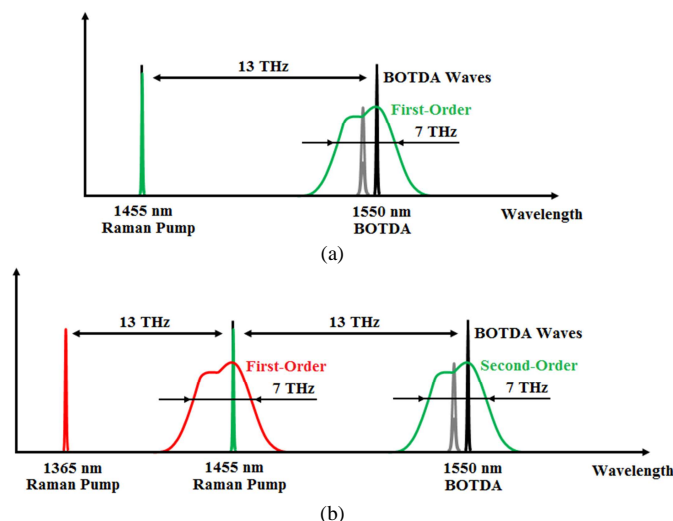 13 THz
BOTDA Waves
First-Order
7 THz
1455 nm
Raman Pump
1550 nm
BOTDA
Wavelength
(a)
13 THz
13 THz
BOTDA Waves
First-Order
Second-Order
7 THz
7 THz
1365 nm
Raman Pump
1455 nm
Raman Pump
1550 nm
BOTDA
Wavelength
(b)